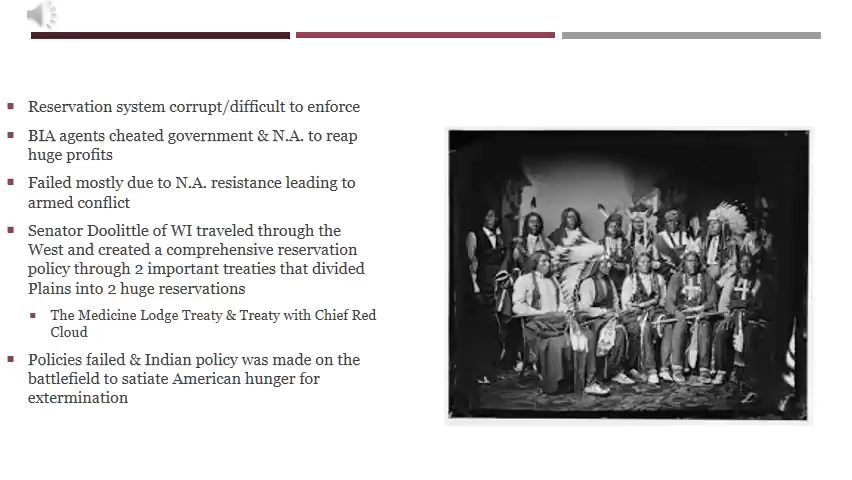 Reservation system corrupt/difficult to enforce
BIA agents cheated government & N.A. to reap
huge profits
Failed mostly due to N.A. resistance leading to
armed conflict
Senator Doolittle of WI traveled through the
West and created a comprehensive reservation
policy through 2 important treaties that divided
Plains into 2 huge reservations
The Medicine Lodge Treaty & Treaty with Chief Red
Cloud
Policies failed & Indian policy was made on the
battlefield to satiate American hunger for
extermination